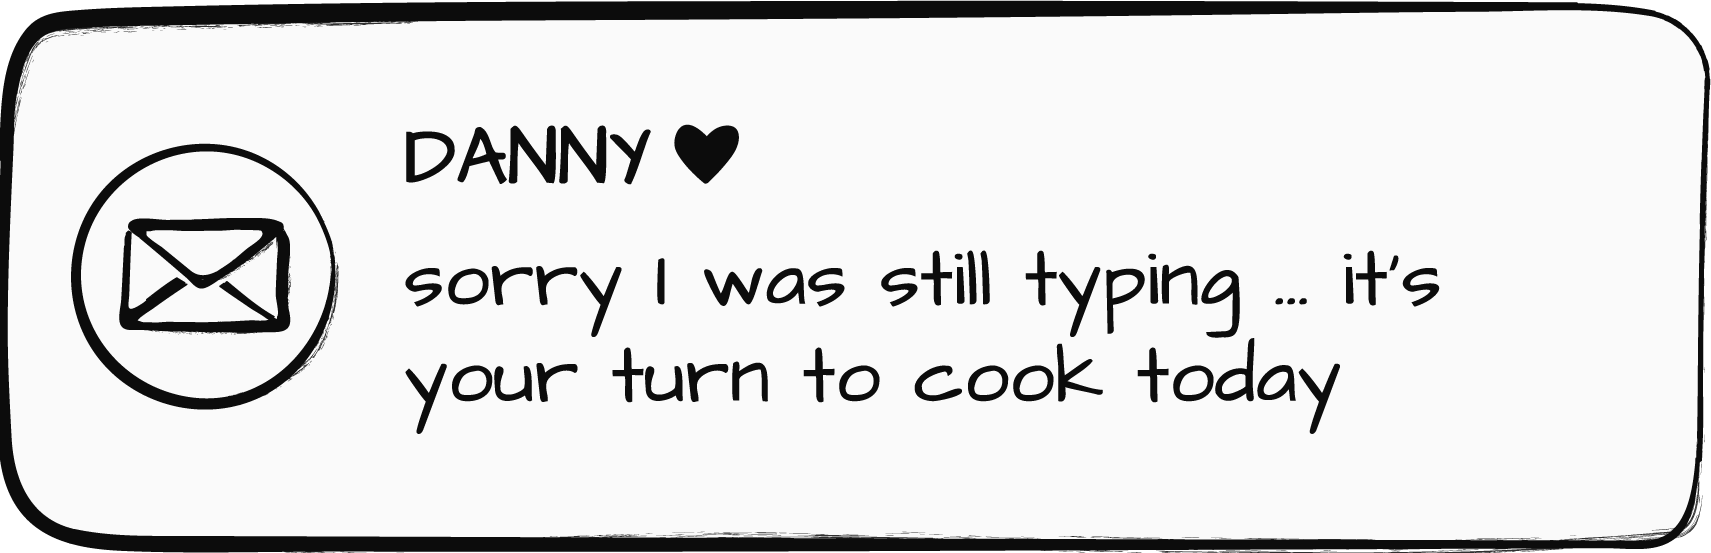 DANNY ♥
sorry I was still typing ... it's
your turn to cook today